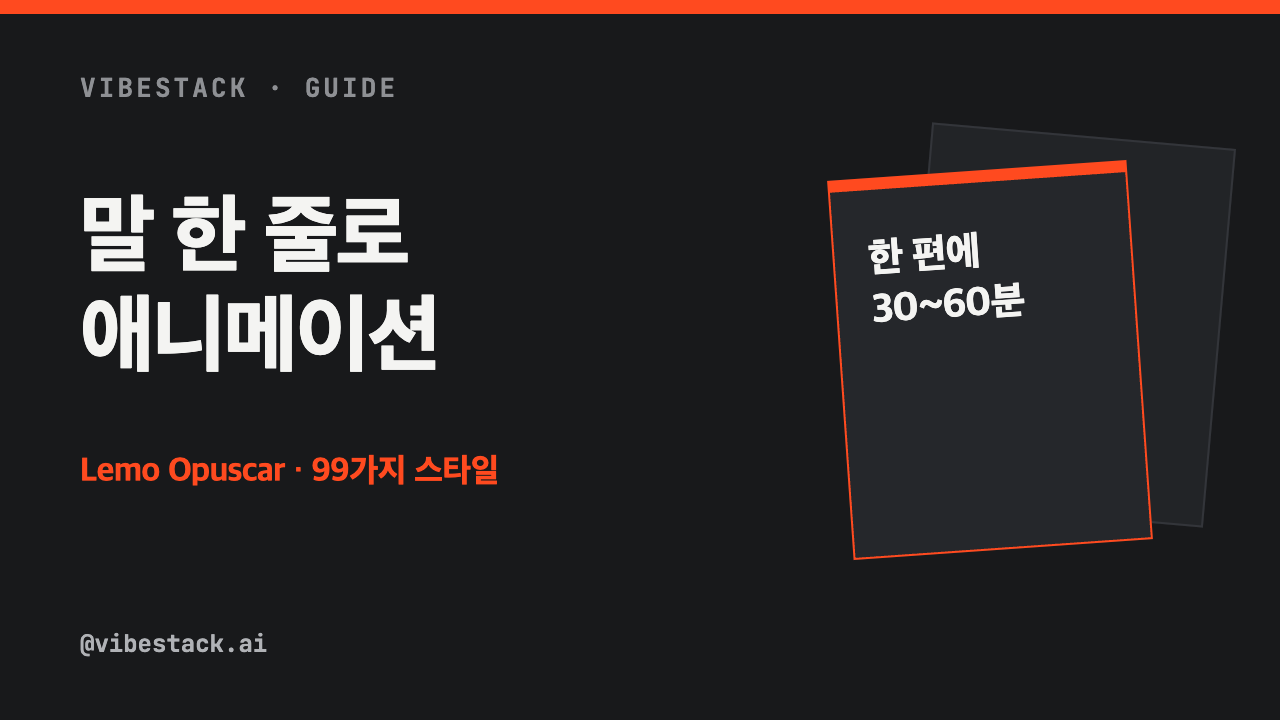 VIBESTACK · GUIDE
말 한 줄로
애니메이션
Lemo Opuscar · 99가지 스타일
@vibestack.ai
한 편에
30~60분